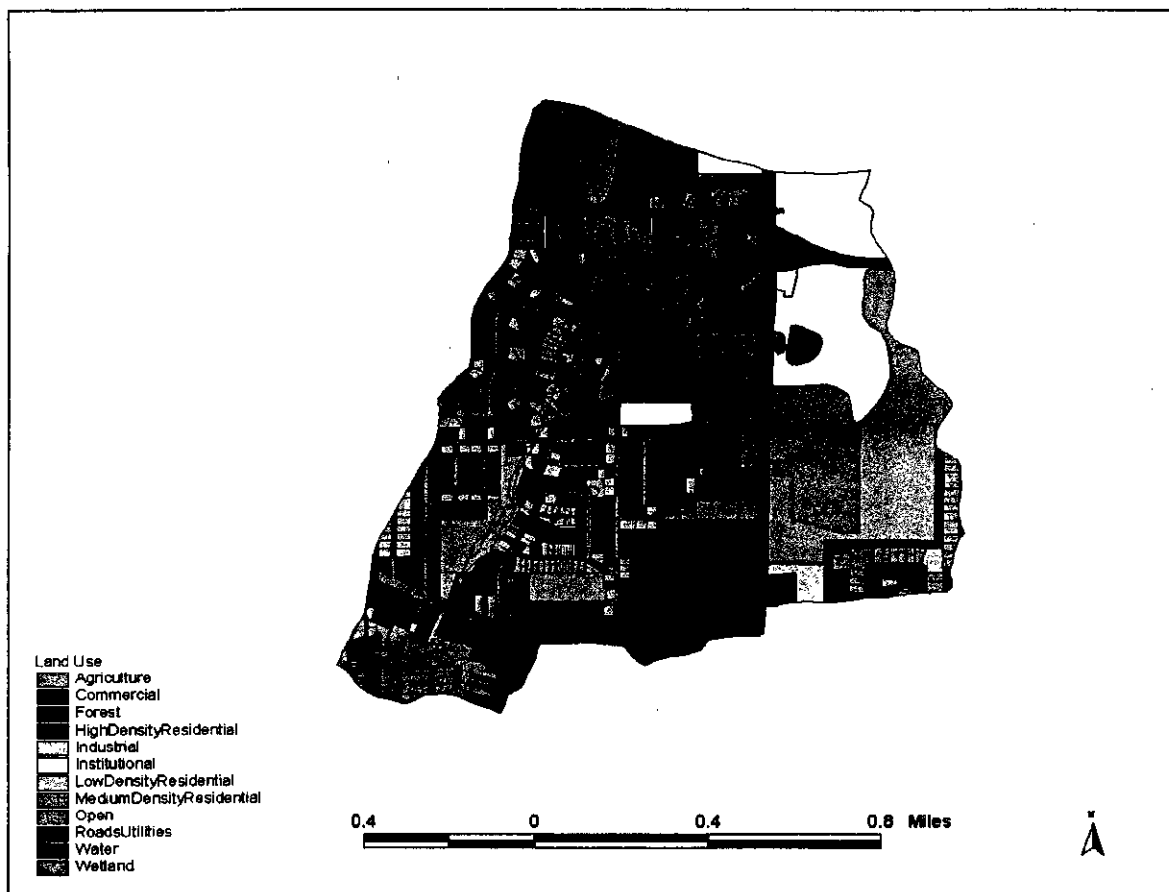 Land Use
Agriculture
Commercial
Forest
HighDensityResidential
Industrial
Institutional
LowDensityResidential
MediumDensityResidential
Open
RoadsUtilities
Water
Wetland
0.4 0 0.4 0.8 Miles